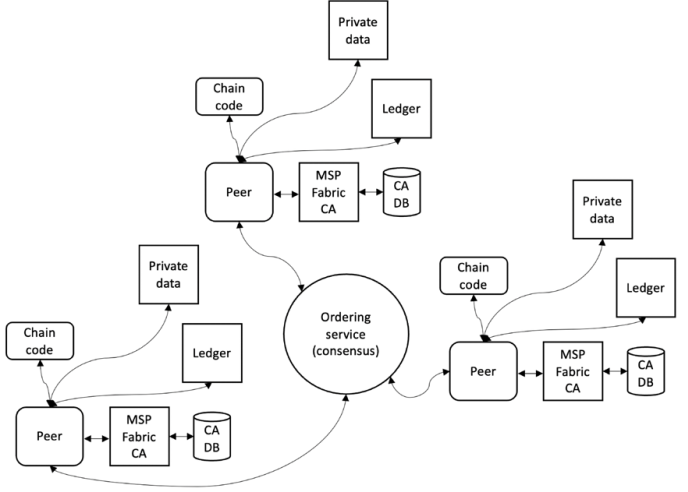 Private
data
Chain
code
Ledger
Peer
MSP
Fabric
CA
CA
DB
Private
data
Chain
code
Ledger
Peer
MSP
Fabric
CA
CA
DB
Ordering
service
(consensus)
Private
data
Chain
code
Ledger
Peer
MSP
Fabric
CA
CA
DB